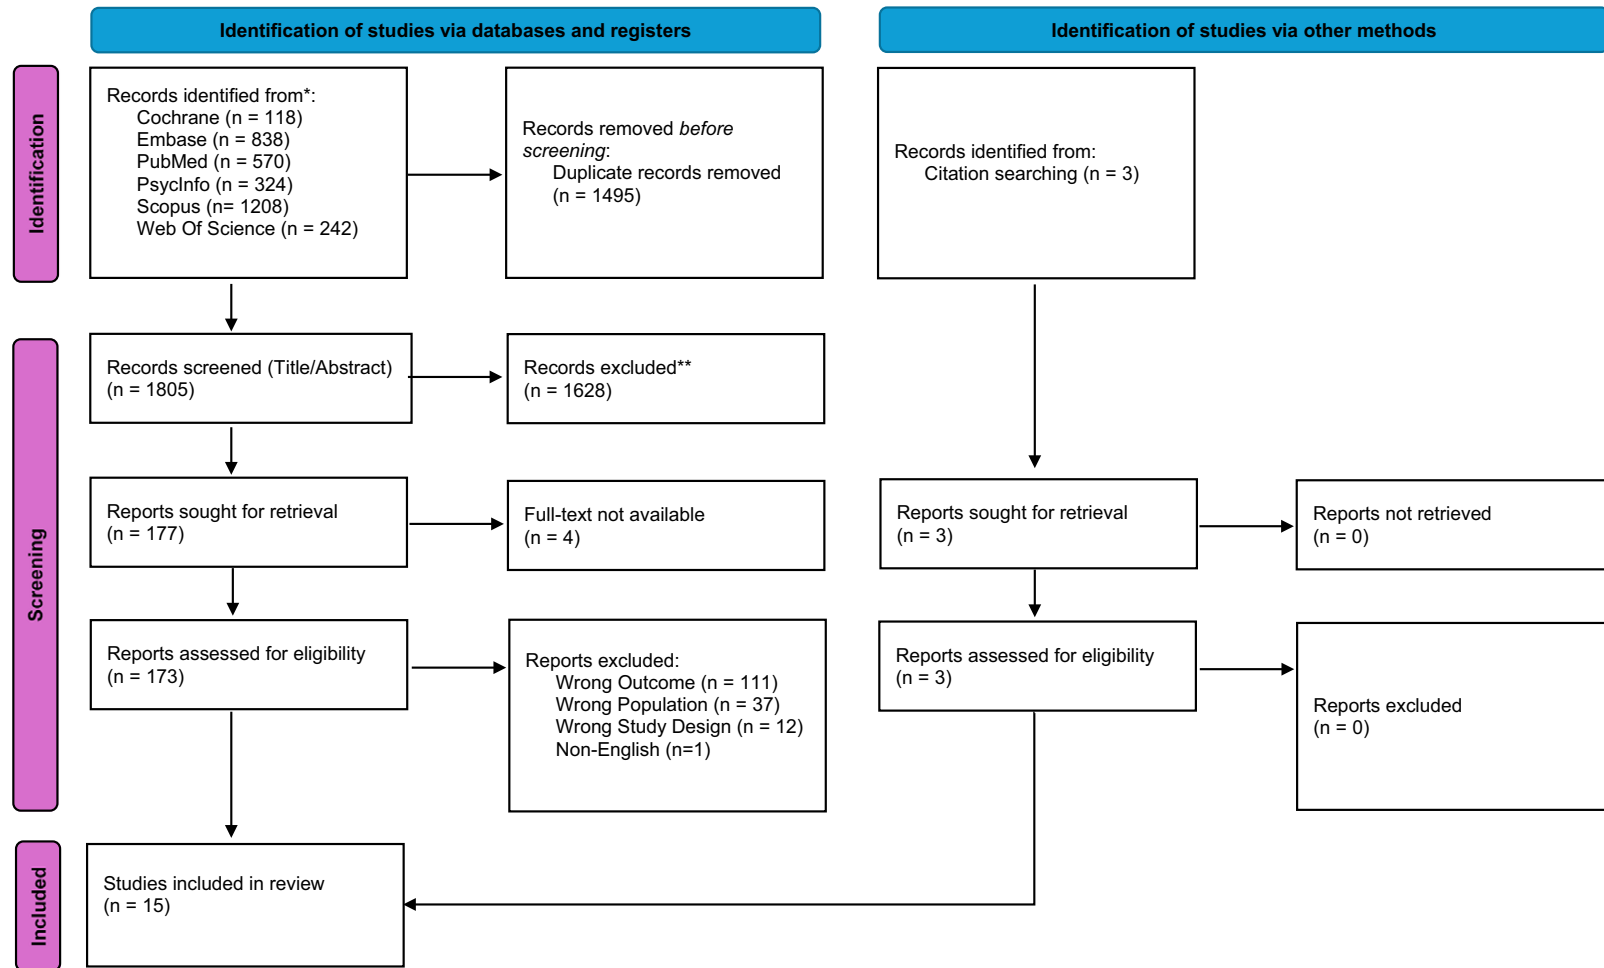 Identification of studies via databases and registers
Identification of studies via other methods
Identification
Records identified from*:
Cochrane (n = 118)
Embase (n = 838)
PubMed (n = 570)
PsycInfo (n = 324)
Scopus (n= 1208)
Web Of Science (n = 242)
Records removed before
screening:
Duplicate records removed
(n = 1495)
Records identified from:
Citation searching (n = 3)
Screening
Records screened (Title/Abstract)
(n = 1805)
Records excluded**
(n = 1628)
Reports sought for retrieval
(n = 177)
Full-text not available
(n = 4)
Reports sought for retrieval
(n = 3)
Reports not retrieved
(n = 0)
Reports assessed for eligibility
(n = 173)
Reports excluded:
Wrong Outcome (n = 111)
Wrong Population (n = 37)
Wrong Study Design (n = 12)
Non-English (n=1)
Reports assessed for eligibility
(n = 3)
Reports excluded
(n = 0)
Included
Studies included in review
(n = 15)